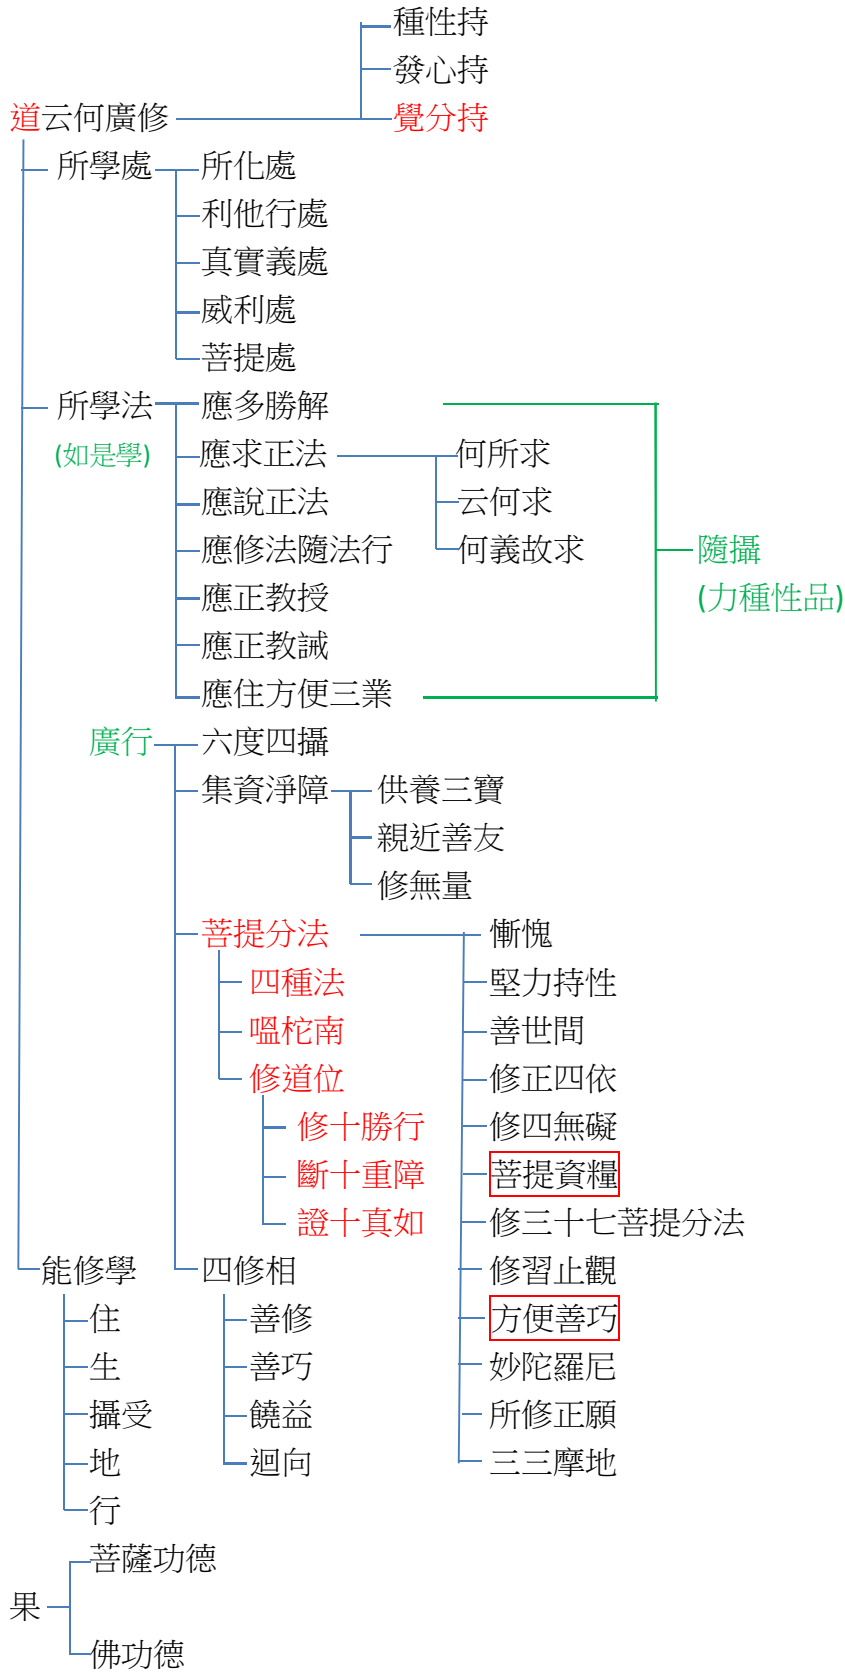 種性持
發心持
道云何廣修 覺分持
所學處 所化處
利他行處
真實義處
威利處
菩提處
所學法 應多勝解
(如是學) 應求正法 何所求
應說正法 云何求
應修法隨法行 何義故求 隨攝
應正教授 (力種性品)
應正教誡
應住方便三業
廣行 六度四攝
集資淨障 供養三寶
親近善友
修無量
菩提分法 慚愧
四種法 堅力持性
嗢柁南 善世間
修道位 修正四依
修十勝行 修四無礙
斷十重障 菩提資糧
證十真如 修三十七菩提分法
能修學 四修相 修習止觀
住 善修 方便善巧
生 善巧 妙陀羅尼
攝受 饒益 所修正願
地 迴向 三三摩地
行
菩薩功德
果
佛功德